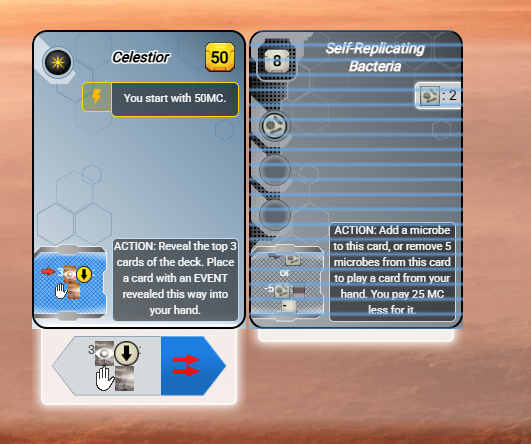 Celestior
50
You start with 50MC.
3
ACTION: Reveal the top 3
cards of the deck. Place
a card with an EVENT
revealed this way into
your hand.
3
:
8
Self-Replicating
Bacteria
: 2
or
-5
-
ACTION: Add a microbe
to this card, or remove 5
microbes from this card
to play a card from your
hand. You pay 25 MC
less for it.